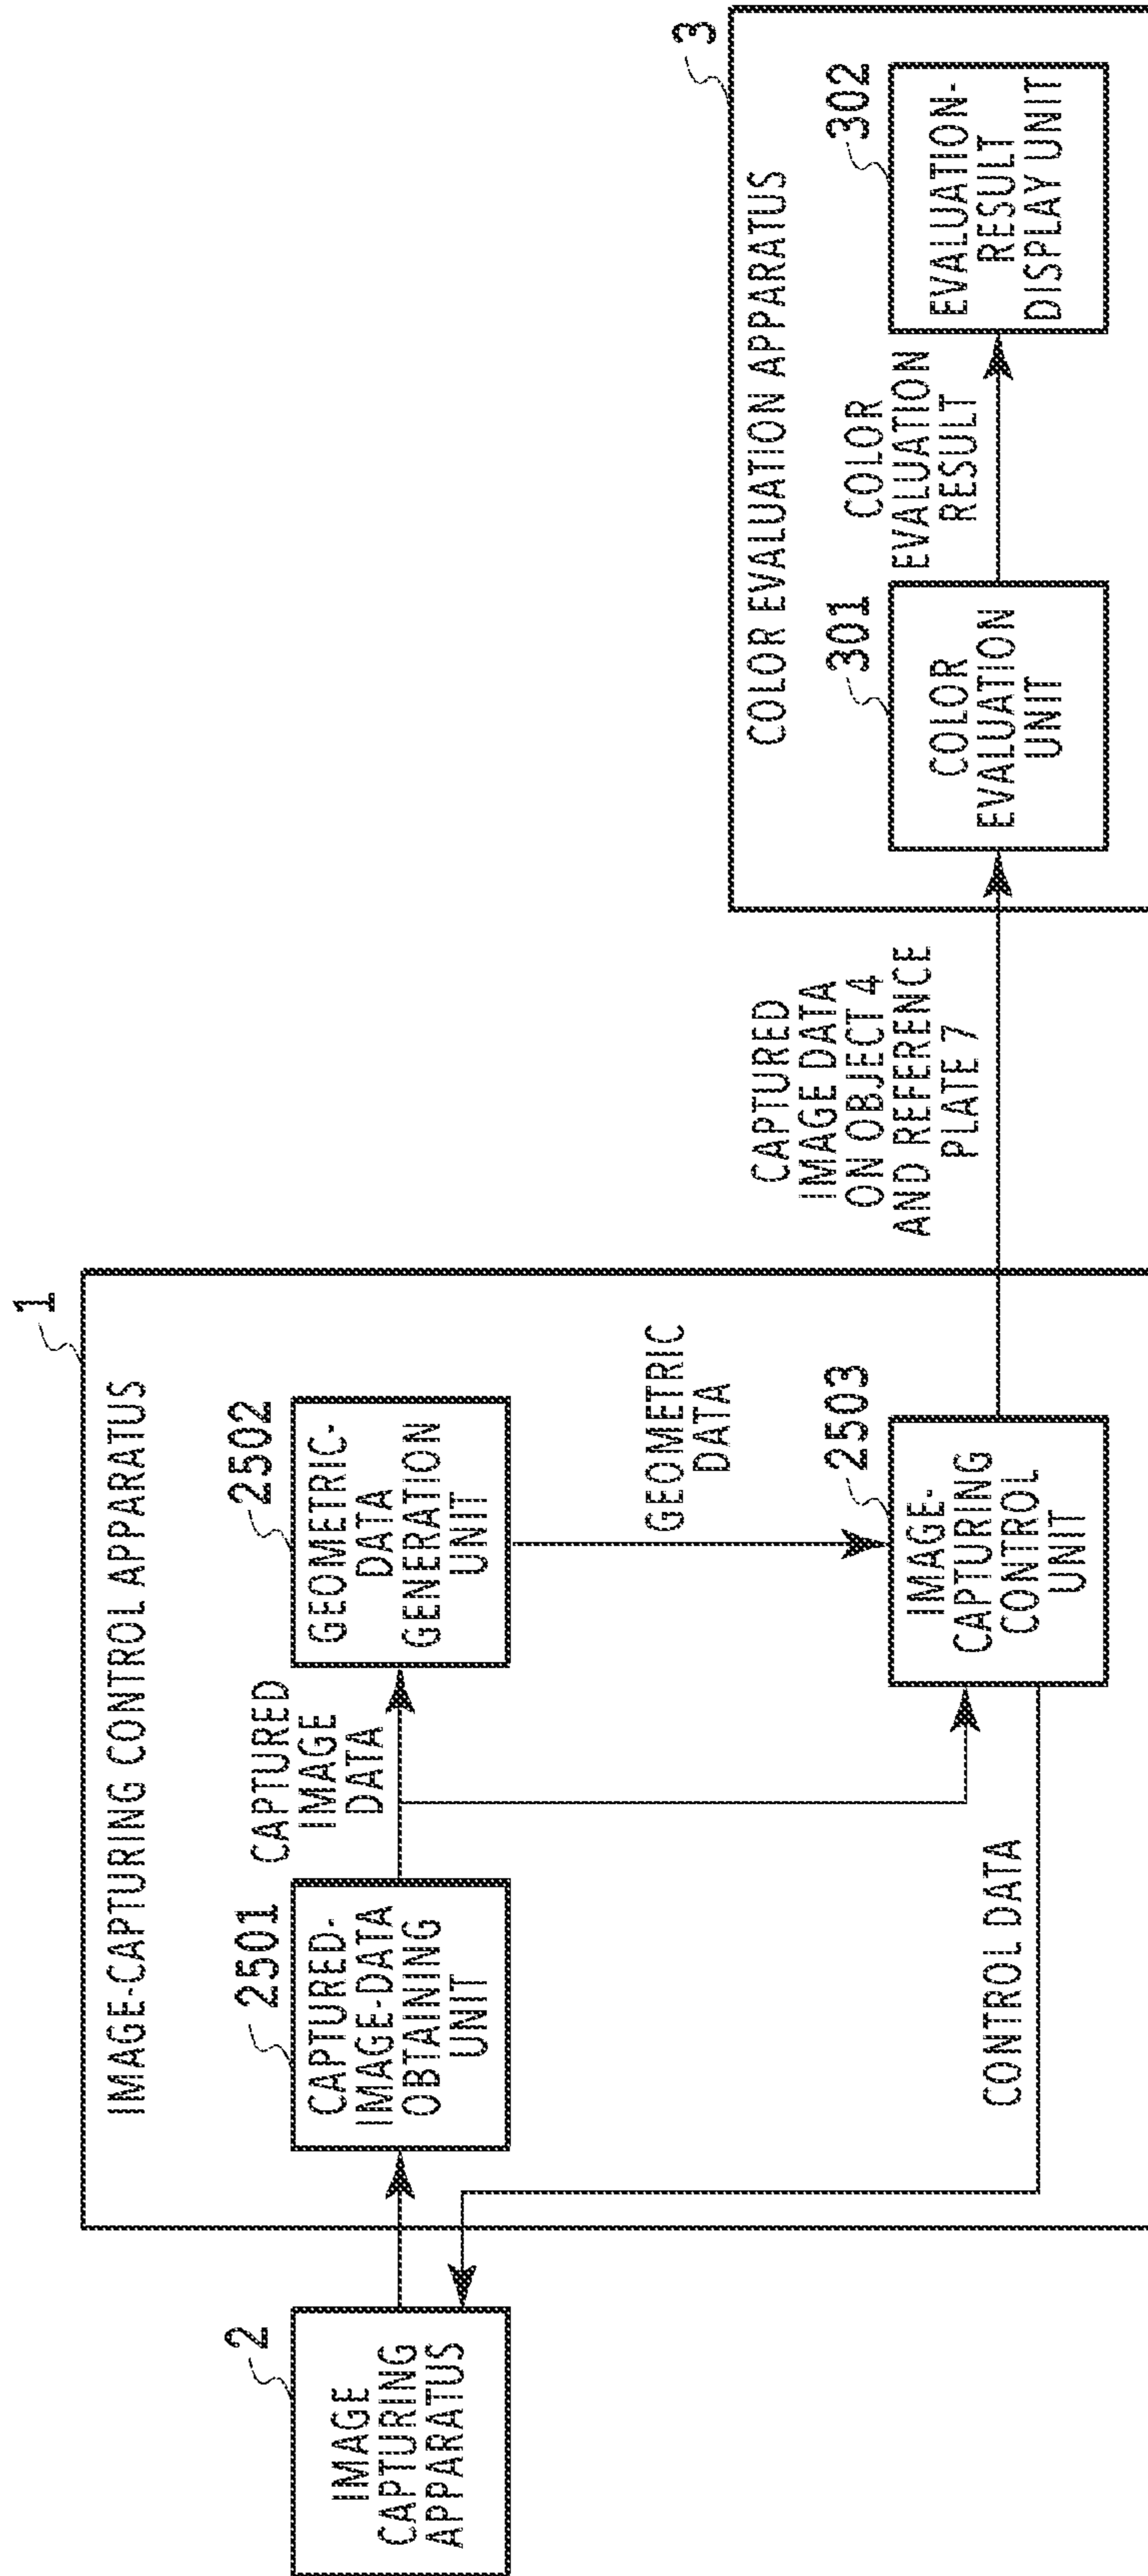 1
IMAGE-CAPTURING CONTROL APPARATUS
2
IMAGE
CAPTURING
APPARATUS
2501
CAPTURED-
IMAGE-DATA
OBTAINING
UNIT
CAPTURED
IMAGE
DATA
2502
GEOMETRIC-
DATA
GENERATION
UNIT
GEOMETRIC
DATA
CONTROL DATA
2503
IMAGE-
CAPTURING
CONTROL
UNIT
CAPTURED
IMAGE DATA
ON OBJECT 4
AND REFERENCE
PLATE 7
3
COLOR EVALUATION APPARATUS
301
COLOR
EVALUATION
UNIT
COLOR
EVALUATION
RESULT
302
EVALUATION-
RESULT
DISPLAY UNIT